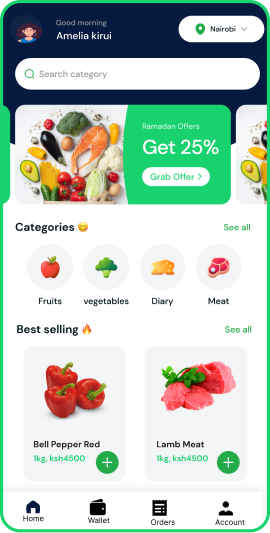 Good morning
Amelia kirui
Nairobi
Search category
Ramadan Offers
Get 25%
Grab Offer
Categories 😋
See all
Fruits
vegetables
Diary
Meat
Best selling 🔥
See all
Bell Pepper Red
1kg, ksh4500
Lamb Meat
1kg, ksh4500
Home
Wallet
Orders
Account